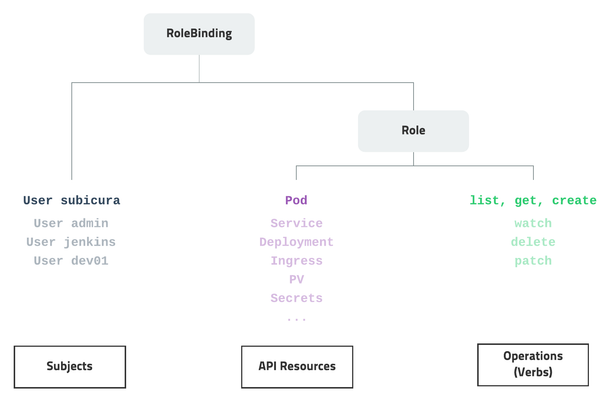 RoleBinding
Role
User subicura
User admin
User jenkins
User dev01
Pod
Service
Deployment
Ingress
PV
Secrets
...
list, get, create
watch
delete
patch
Subjects
API Resources
Operations
(Verbs)